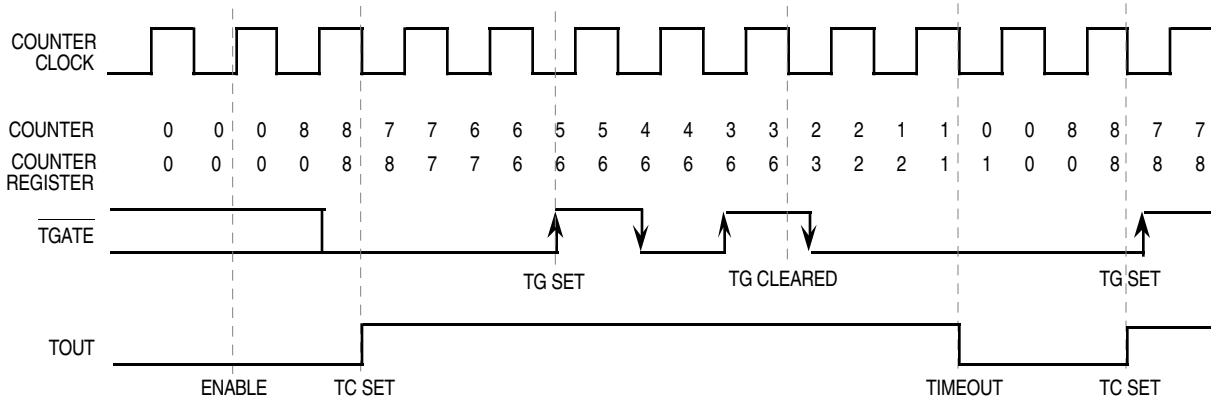 COUNTER
CLOCK
COUNTER 0 0 0 8 8 7 7 6 6 5 5 4 4 3 3 2 2 1 1 0 0 8 8 7 7
COUNTER
REGISTER 0 0 0 0 8 8 7 7 6 6 6 6 6 6 6 3 2 2 1 1 0 0 8 8 8
TGATE
TG SET TG CLEARED TG SET
TOUT
ENABLE TC SET TIMEOUT TC SET